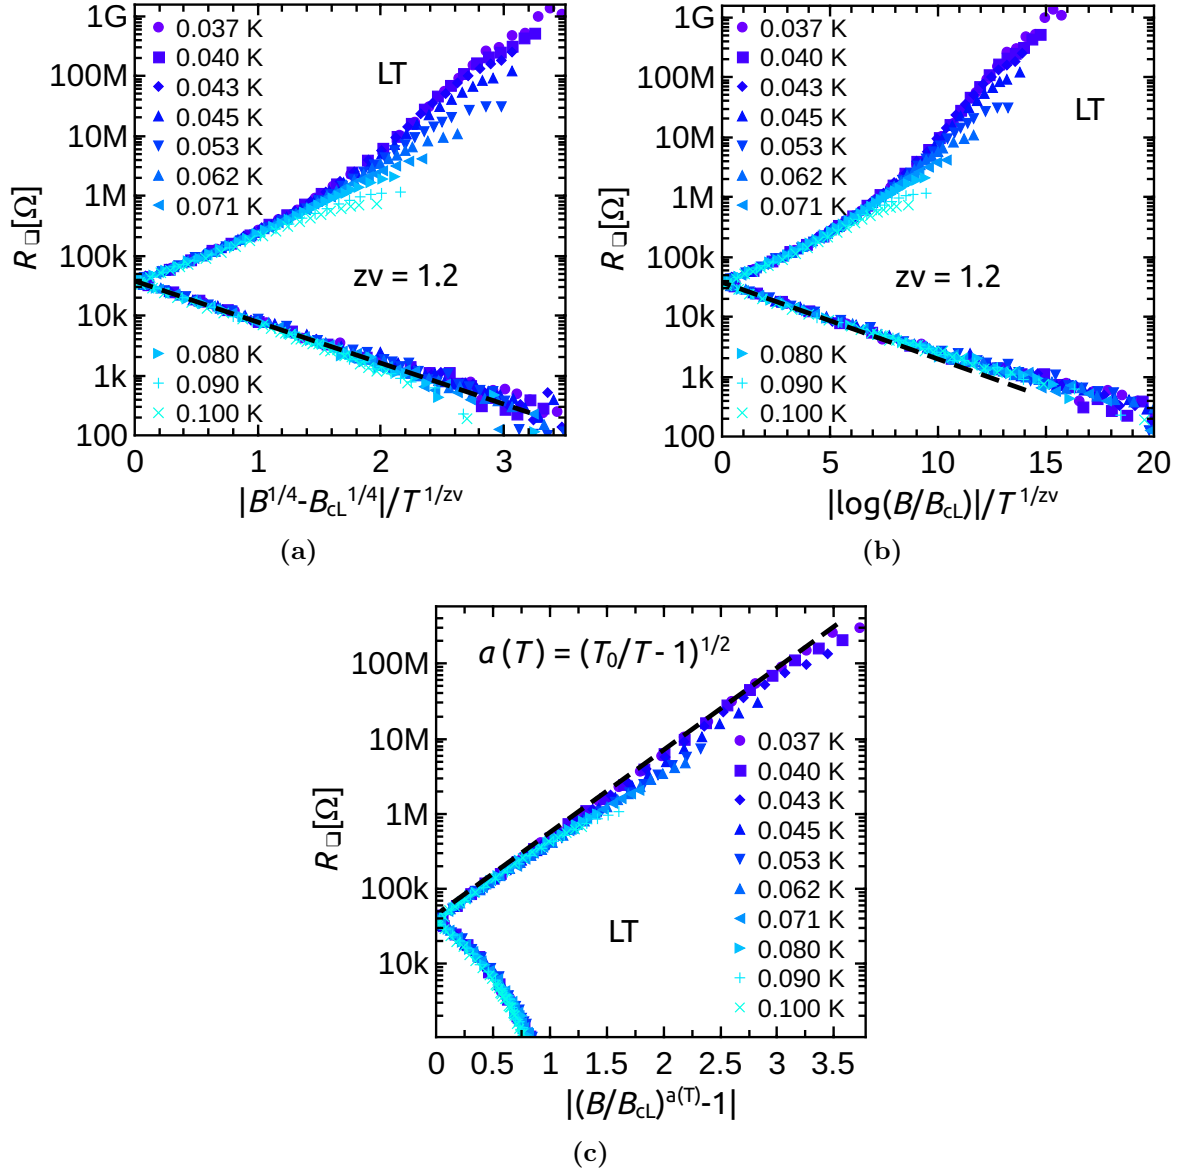 1G
100M
10M
1M
100k
10k
1k
100
R□[Ω]
0.037 K
0.040 K
0.043 K
0.045 K
0.053 K
0.062 K
0.071 K
LT
zv = 1.2
0.080 K
0.090 K
0.100 K
0 1 2 3
|B^1/4-B_cL^1/4|/T^1/zv
(a)
1G
100M
10M
1M
100k
10k
1k
100
R□[Ω]
0.037 K
0.040 K
0.043 K
0.045 K
0.053 K
0.062 K
0.071 K
LT
zv = 1.2
0.080 K
0.090 K
0.100 K
0 5 10 15 20
|log(B/B_cL)|/T^1/zv
(b)
a(T) = (T_0/T - 1)^1/2
100M
10M
1M
100k
10k
R□[Ω]
0.037 K
0.040 K
0.043 K
0.045 K
0.053 K
0.062 K
0.071 K
0.080 K
0.090 K
0.100 K
LT
0 0.5 1 1.5 2 2.5 3 3.5
|(B/B_cL)^a(T)-1|
(c)